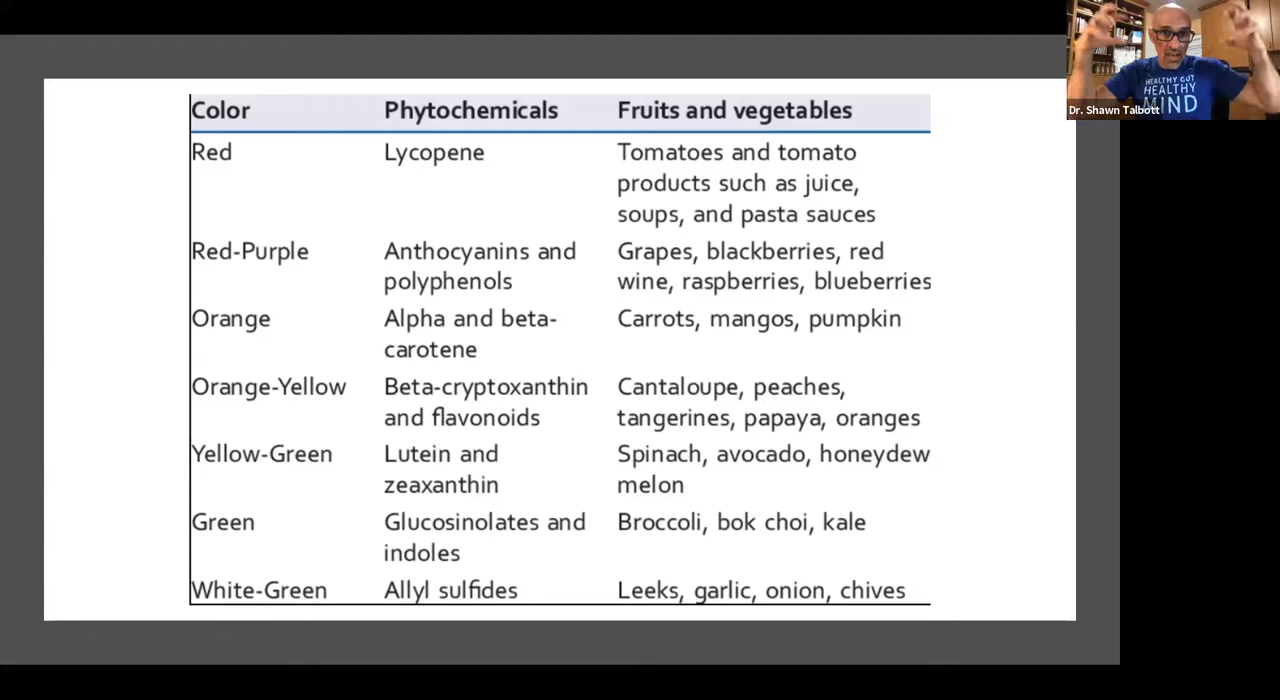 Color Phytochemicals Fruits and vegetables
Red Lycopene Tomatoes and tomato
products such as juice,
soups, and pasta sauces
Red-Purple Anthocyanins and Grapes, blackberries, red
polyphenols wine, raspberries, blueberries
Orange Alpha and beta- Carrots, mangos, pumpkin
carotene
Orange-Yellow Beta-cryptoxanthin Cantaloupe, peaches,
and flavonoids tangerines, papaya, oranges
Yellow-Green Lutein and Spinach, avocado, honeydew
zeaxanthin melon
Green Glucosinolates and Broccoli, bok choi, kale
indoles
White-Green Allyl sulfides Leeks, garlic, onion, chives
HEALTHY GUT
HEALTHY
MIND
Dr. Shawn Talbott